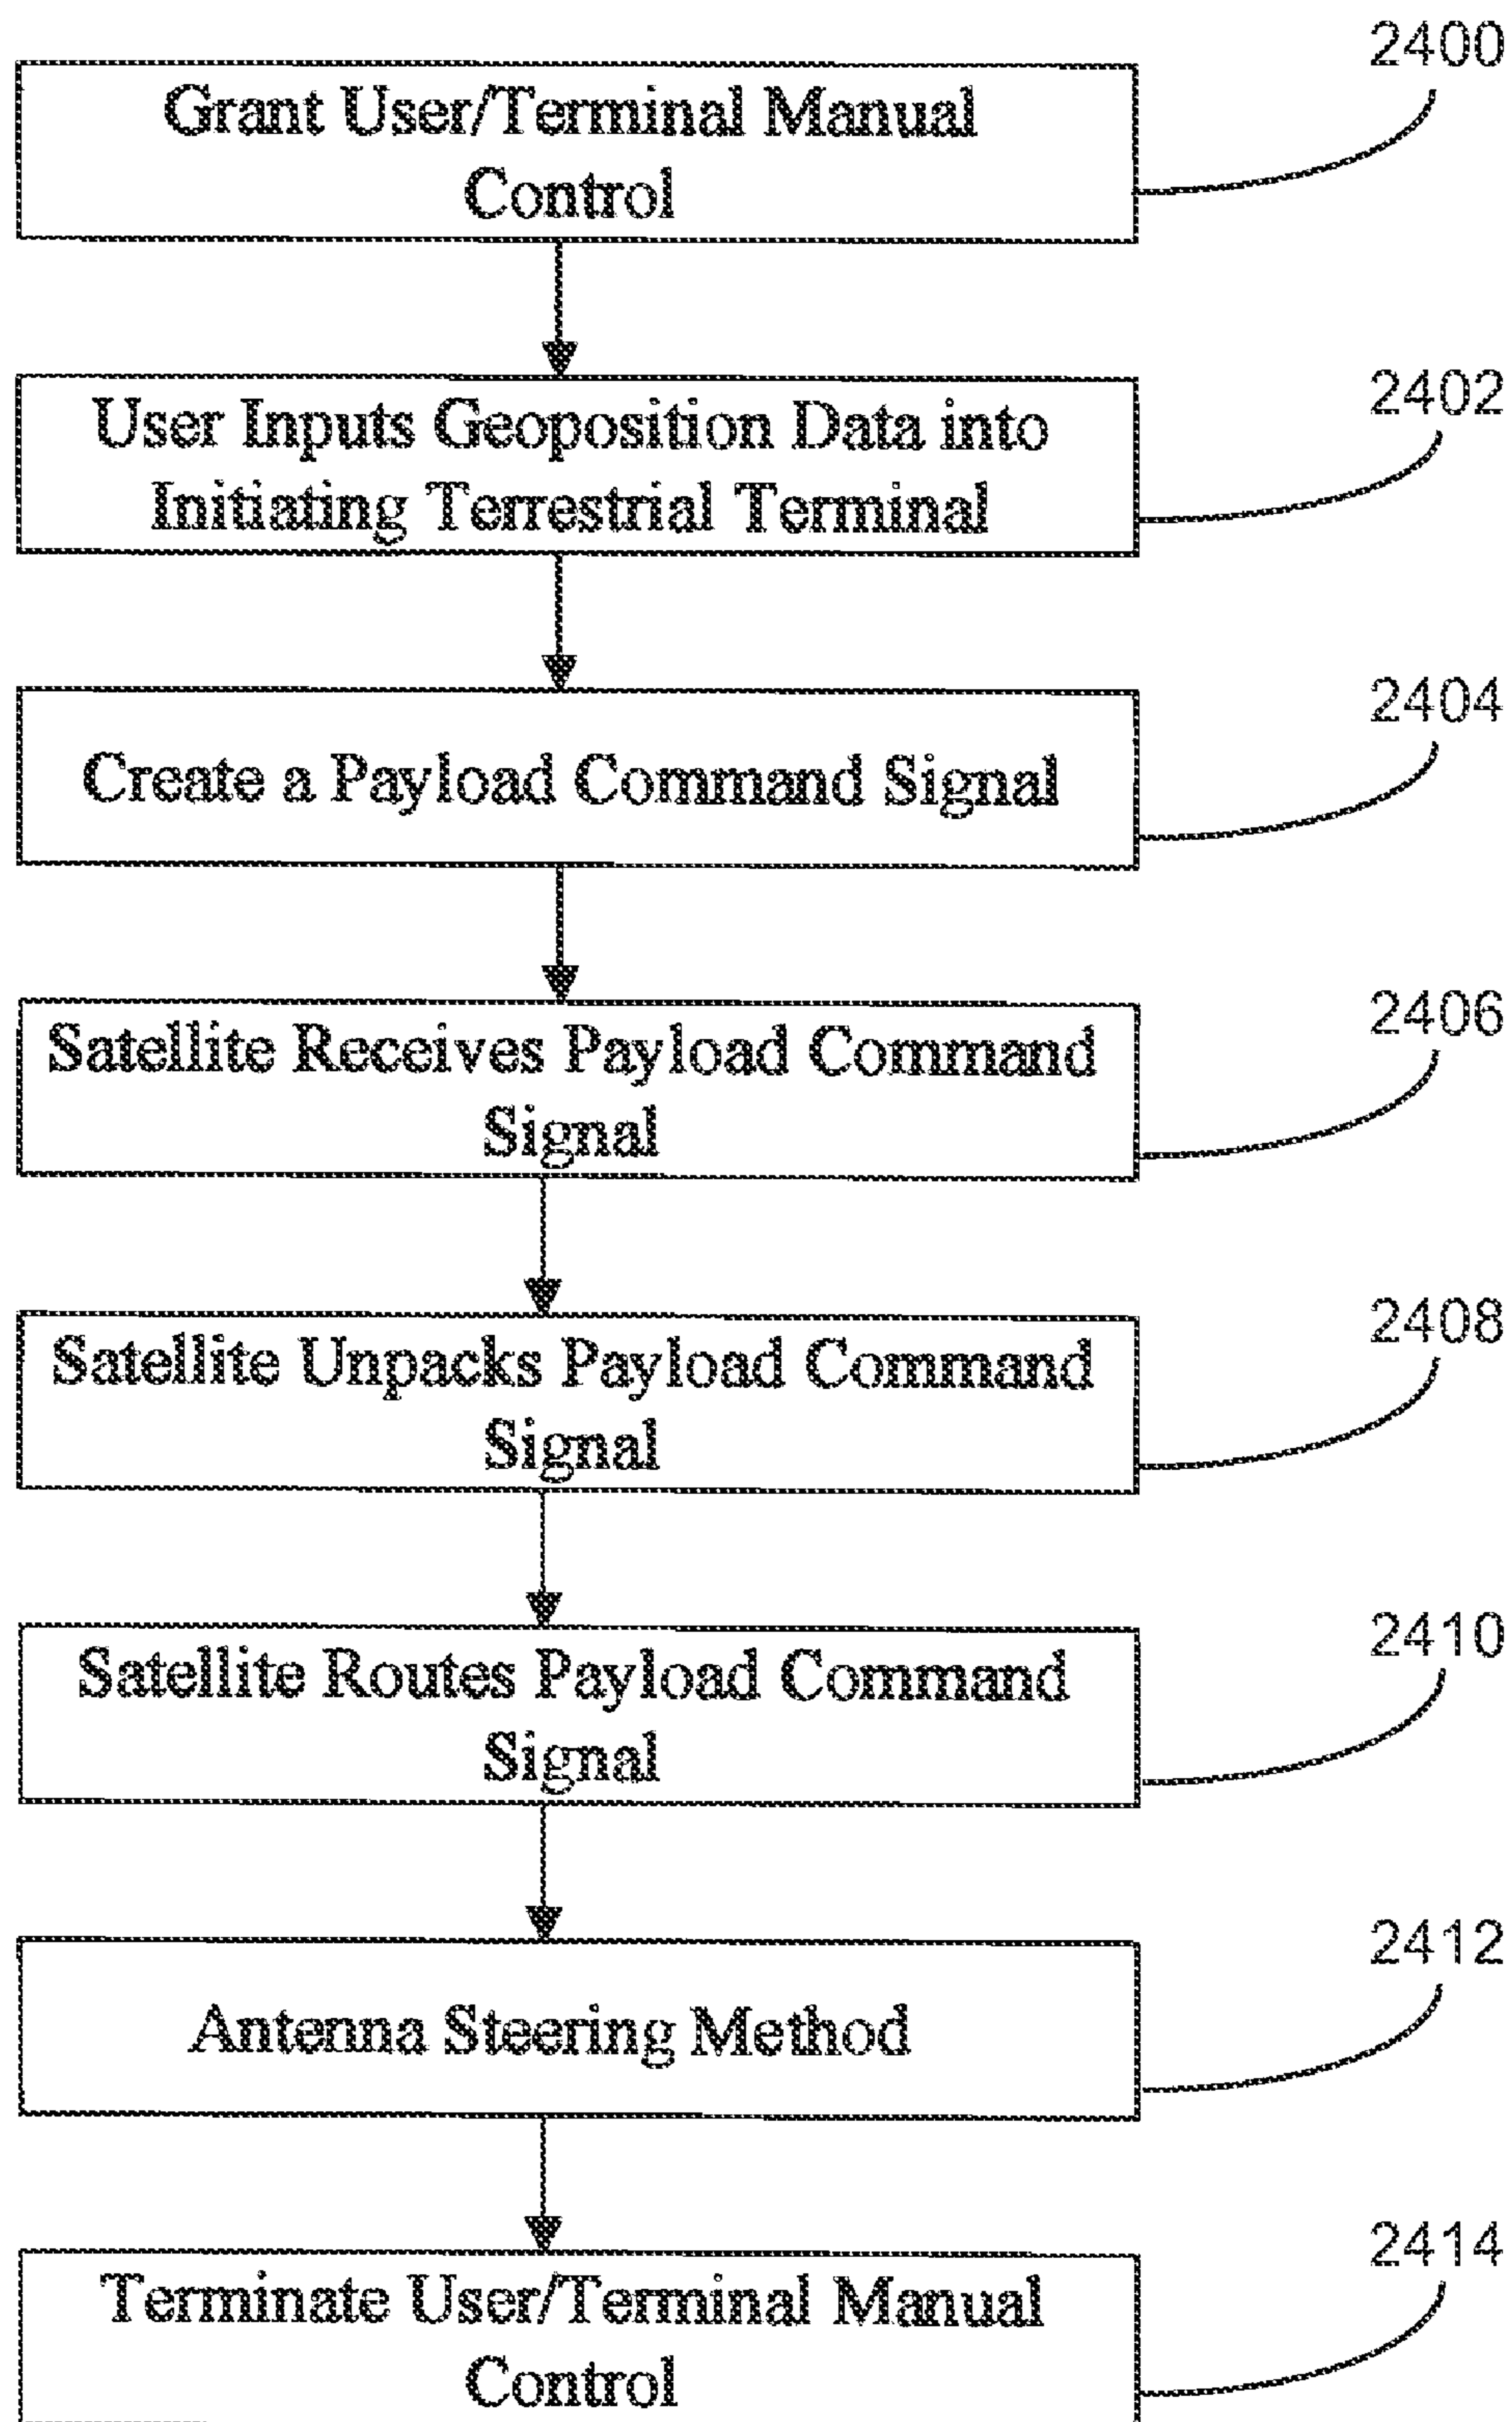 2400
Grant User/Terminal Manual
Control
2402
User Inputs Geoposition Data into
Initiating Terrestrial Terminal
2404
Create a Payload Command Signal
2406
Satellite Receives Payload Command
Signal
2408
Satellite Unpacks Payload Command
Signal
2410
Satellite Routes Payload Command
Signal
2412
Antenna Steering Method
2414
Terminate User/Terminal Manual
Control